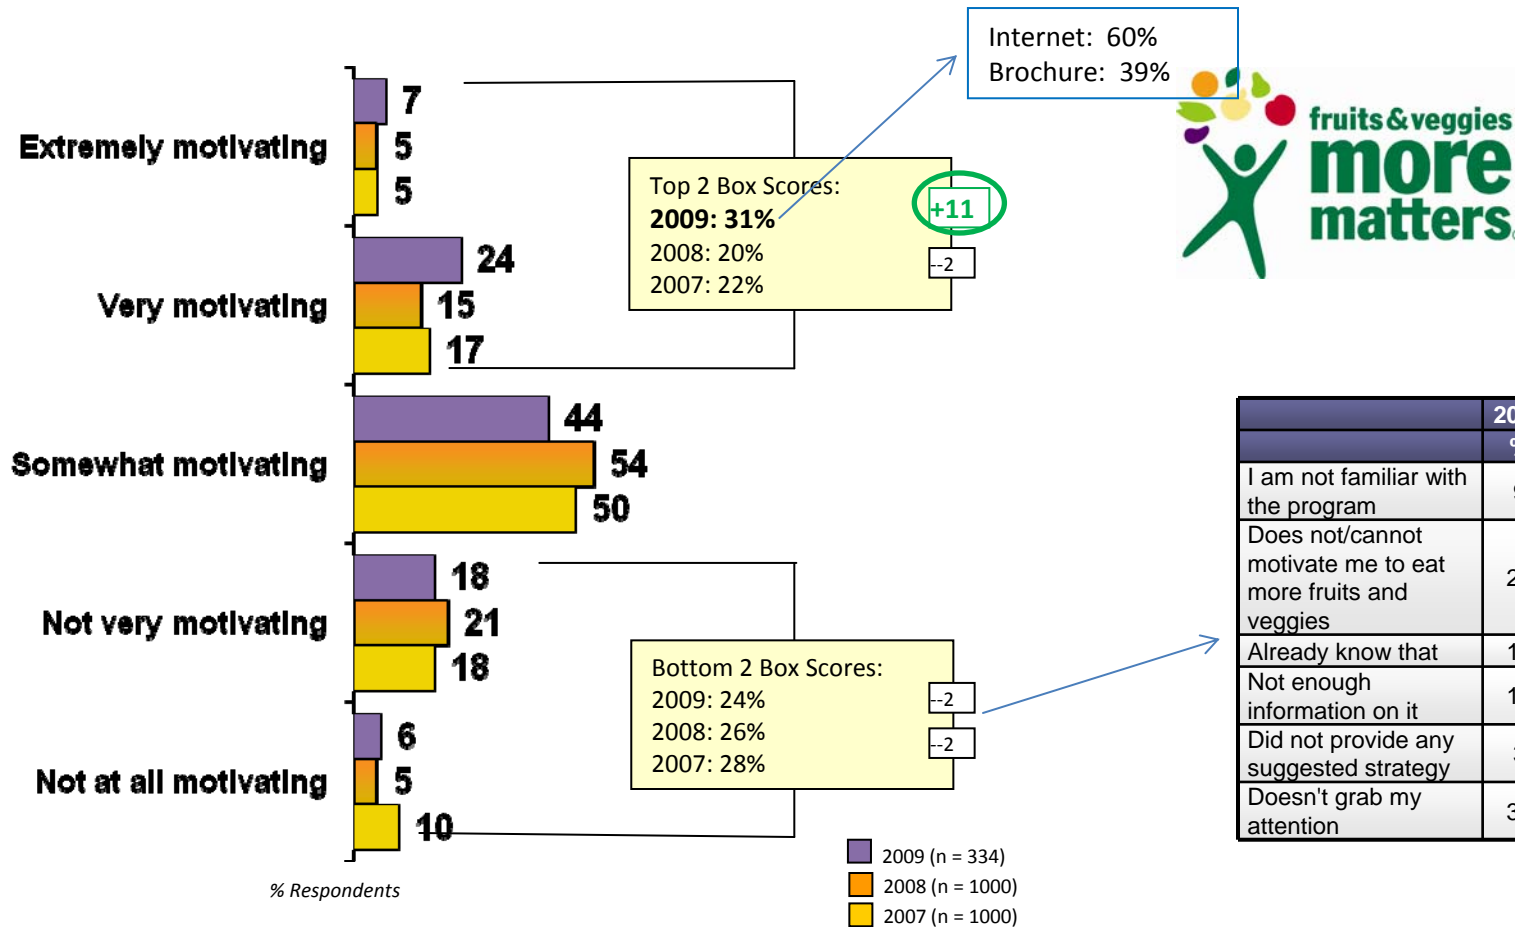 Internet: 60%
Brochure: 39%
fruits & veggies
more
matters.
Extremely motivating
7
5
5
Very motivating
24
15
17
Somewhat motivating
44
54
50
Not very motivating
18
21
18
Not at all motivating
6
5
10
% Respondents
Top 2 Box Scores:
2009: 31%
2008: 20%
2007: 22%
+11
--2
Bottom 2 Box Scores:
2009: 24%
2008: 26%
2007: 28%
--2
--2
2009 (n = 334)
2008 (n = 1000)
2007 (n = 1000)
I am not familiar with
the program
Does not/cannot
motivate me to eat
more fruits and
veggies
Already know that
Not enough
information on it
Did not provide any
suggested strategy
Doesn't grab my
attention